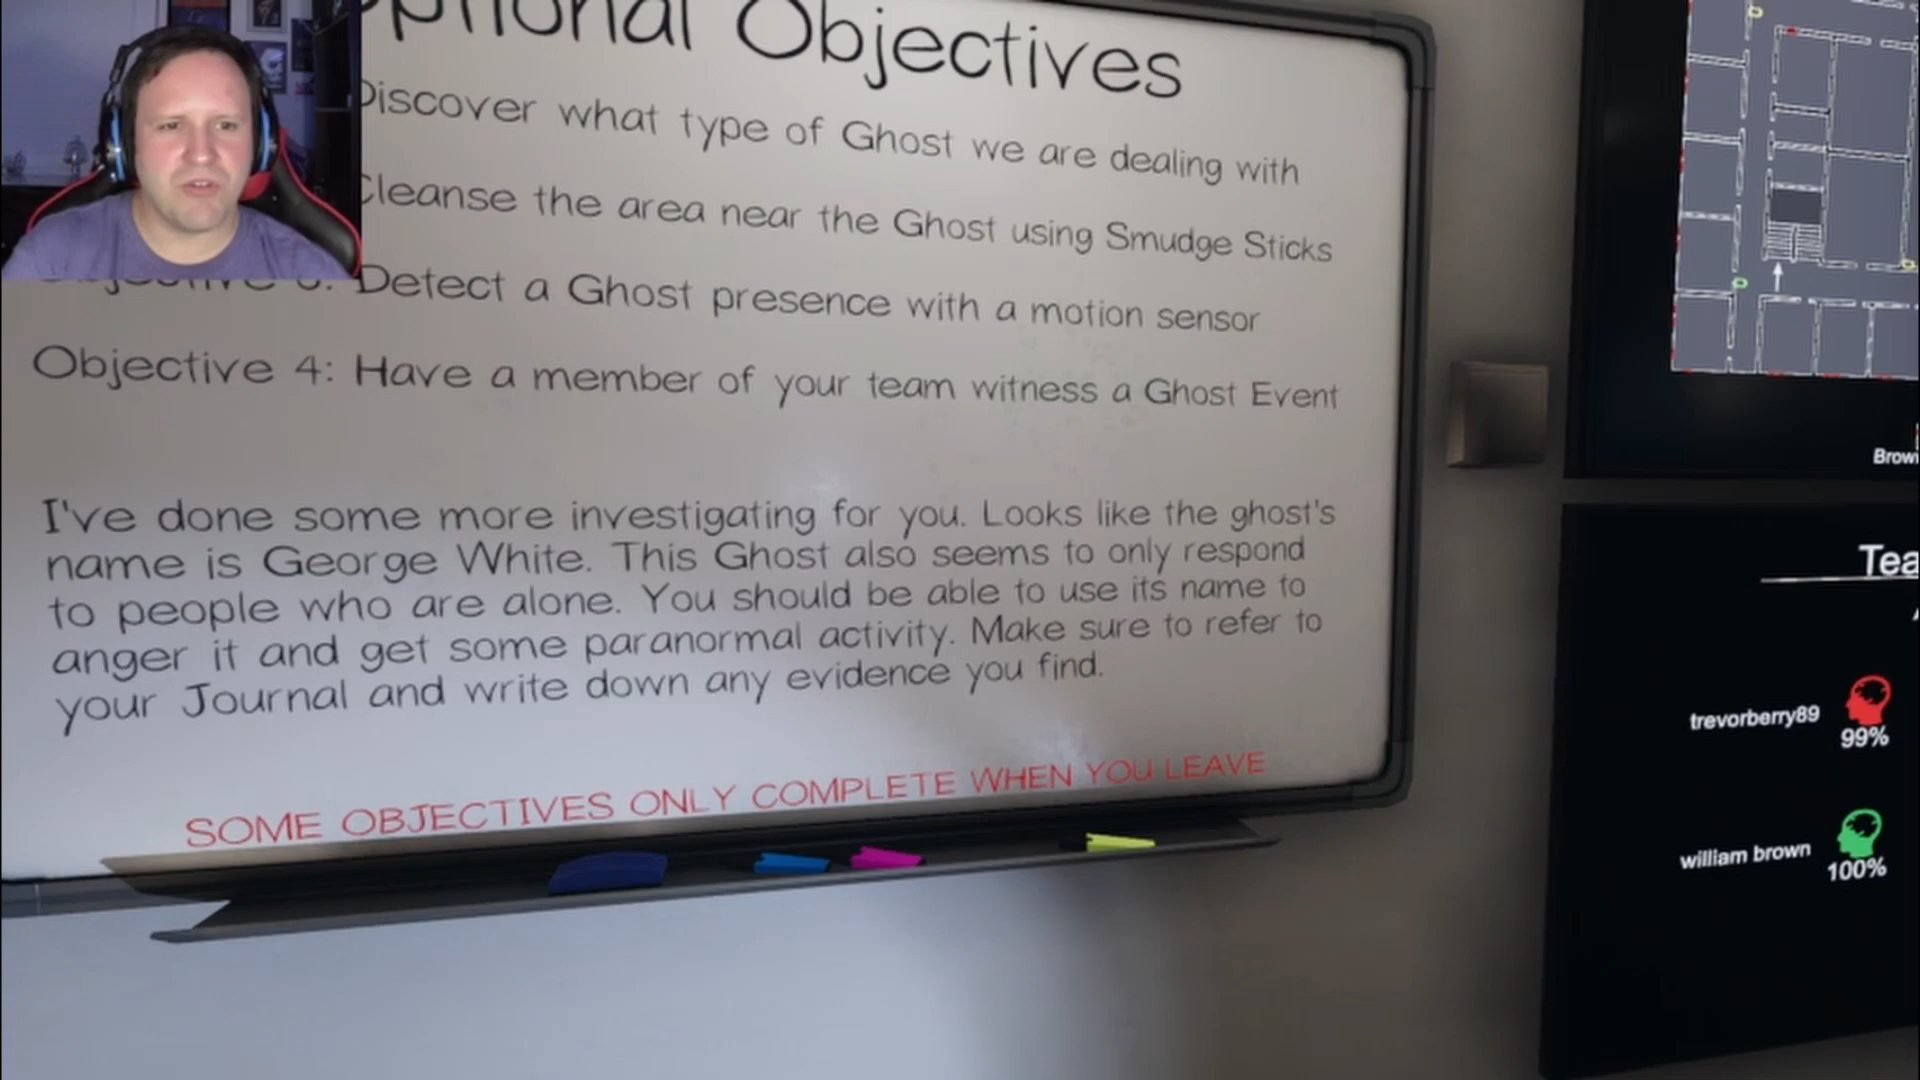 Optional Objectives
Discover what type of Ghost we are dealing with
Cleanse the area near the Ghost using Smudge Sticks
Detect a Ghost presence with a motion sensor
Objective 4: Have a member of your team witness a Ghost Event
I've done some more investigating for you. Looks like the ghost's
name is George White. This Ghost also seems to only respond
to people who are alone. You should be able to use its name to
anger it and get some paranormal activity. Make sure to refer to
your Journal and write down any evidence you find.
SOME OBJECTIVES ONLY COMPLETE WHEN YOU LEAVE
Brow
Tea
trevorberry89
99%
william brown
100%